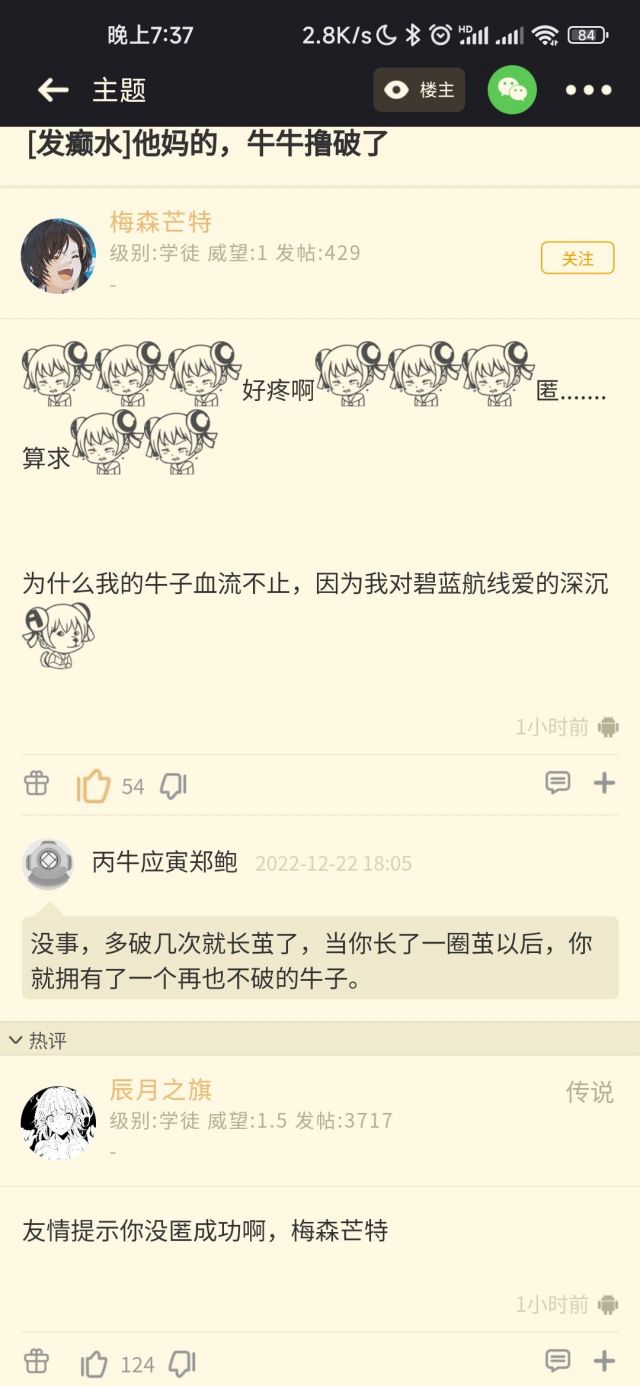 晚上7:37
2.8K/s
HD
84
主题
楼主
[发癫水]他妈的，牛牛撸破了
梅森芒特
级别:学徒 威望:1 发帖:429
关注
-
好疼啊 匿.......
算求
为什么我的牛子血流不止，因为我对碧蓝航线爱的深沉
1小时前
54
丙牛应寅郑鲍 2022-12-22 18:05
没事，多破几次就长茧了，当你长了一圈茧以后，你
就拥有了一个再也不破的牛子。
热评
辰月之旗
传说
级别:学徒 威望:1.5 发帖:3717
-
友情提示你没匿成功啊，梅森芒特
1小时前
124